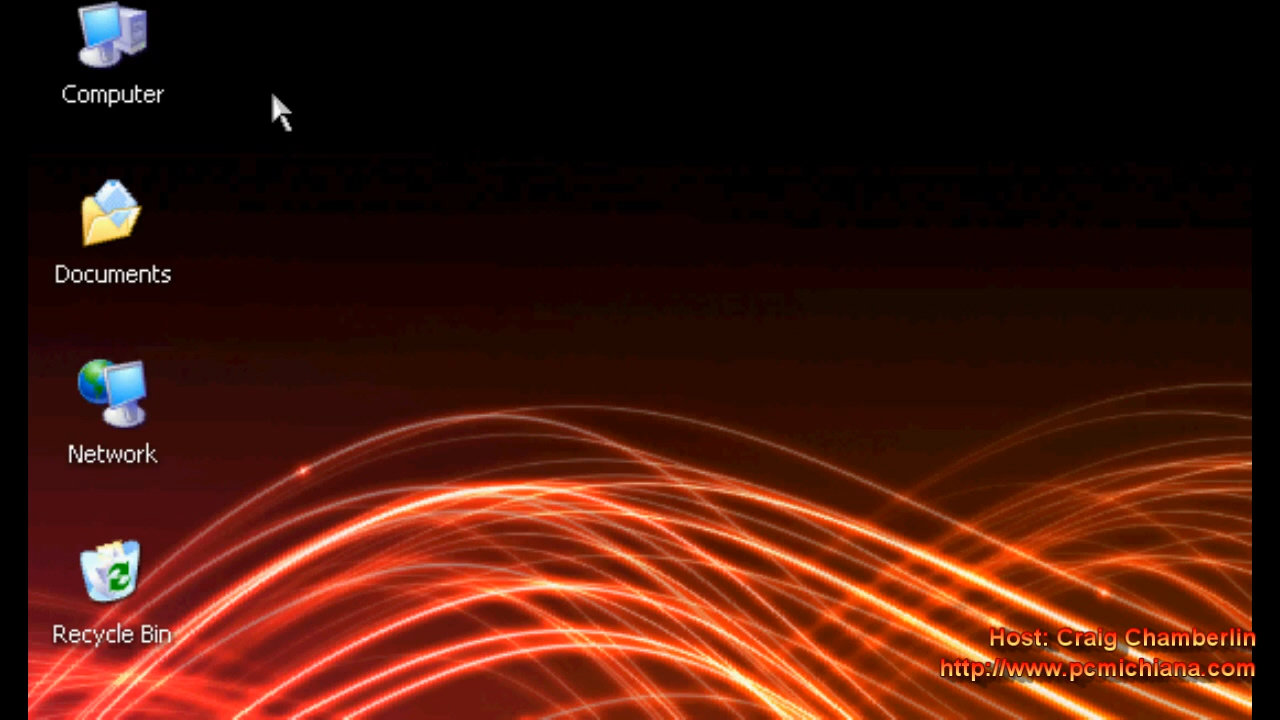 Computer
Documents
Network
Recycle Bin
Host: Craig Chamberlin
http://www.pcmichiana.com